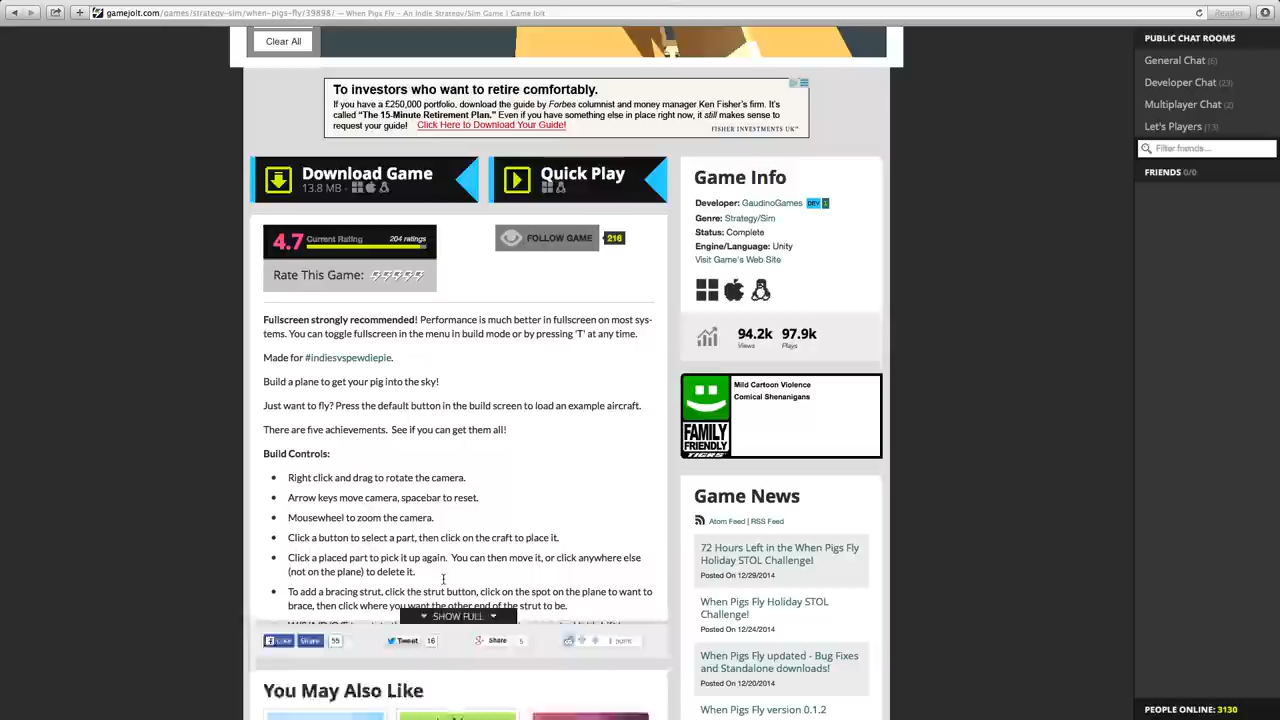 gamejolt.com/games/strategy-sim/when-pigs-fly/39898/ — When Pigs Fly - An Indie Strategy/Sim Game | Game Jolt
Reader
Clear All
To investors who want to retire comfortably.
If you have a £250,000 portfolio, download the guide by Forbes columnist and money manager Ken Fisher's firm. It's
called "The 15-Minute Retirement Plan." Even if you have something else in place right now, it still makes sense to
request your guide! Click Here to Download Your Guide!
FISHER INVESTMENTS UK™
Download Game
13.8 MB -
Quick Play
4.7 Current Rating 204 ratings
Rate This Game:
FOLLOW GAME 216
Fullscreen strongly recommended! Performance is much better in fullscreen on most sys-
tems. You can toggle fullscreen in the menu in build mode or by pressing 'T' at any time.
Made for #indiesvspewdiepie.
Build a plane to get your pig into the sky!
Just want to fly? Press the default button in the build screen to load an example aircraft.
There are five achievements. See if you can get them all!
Build Controls:
• Right click and drag to rotate the camera.
• Arrow keys move camera, spacebar to reset.
• Mousewheel to zoom the camera.
• Click a button to select a part, then click on the craft to place it.
• Click a placed part to pick it up again. You can then move it, or click anywhere else
(not on the plane) to delete it.
• To add a bracing strut, click the strut button, click on the spot on the plane to want to
brace, then click where you want the other end of the strut to be.
SHOW FULL
Like Share 55
Tweet 16
Share 5
You May Also Like
Game Info
Developer: GaudinoGames DEV
Genre: Strategy/Sim
Status: Complete
Engine/Language: Unity
Visit Game's Web Site
94.2k 97.9k
Views Plays
Mild Cartoon Violence
Comical Shenanigans
FAMILY
FRIENDLY
TIGRS
Game News
Atom Feed | RSS Feed
72 Hours Left in the When Pigs Fly
Holiday STOL Challenge!
Posted On 12/29/2014
When Pigs Fly Holiday STOL
Challenge!
Posted On 12/24/2014
When Pigs Fly updated - Bug Fixes
and Standalone downloads!
Posted On 12/20/2014
When Pigs Fly version 0.1.2
PUBLIC CHAT ROOMS
General Chat (6)
Developer Chat (23)
Multiplayer Chat (2)
Let's Players (13)
Filter friends...
FRIENDS 0/0
PEOPLE ONLINE: 3130